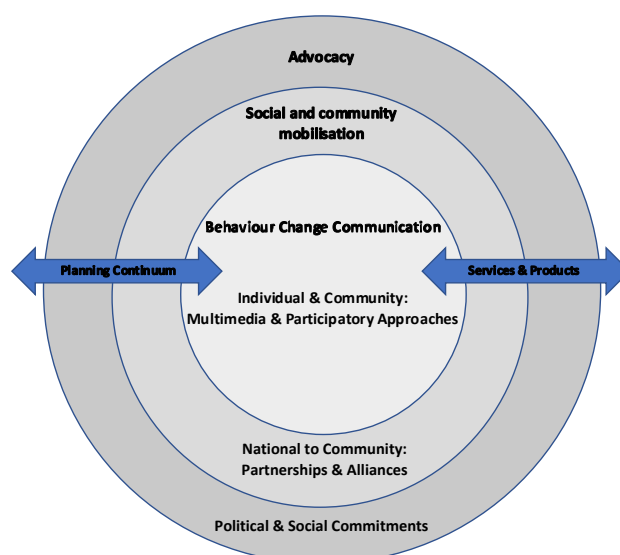 Advocacy
Social and community
mobilisation
Behaviour Change Communication
Planning Continuum
Services & Products
Individual & Community:
Multimedia & Participatory Approaches
National to Community:
Partnerships & Alliances
Political & Social Commitments